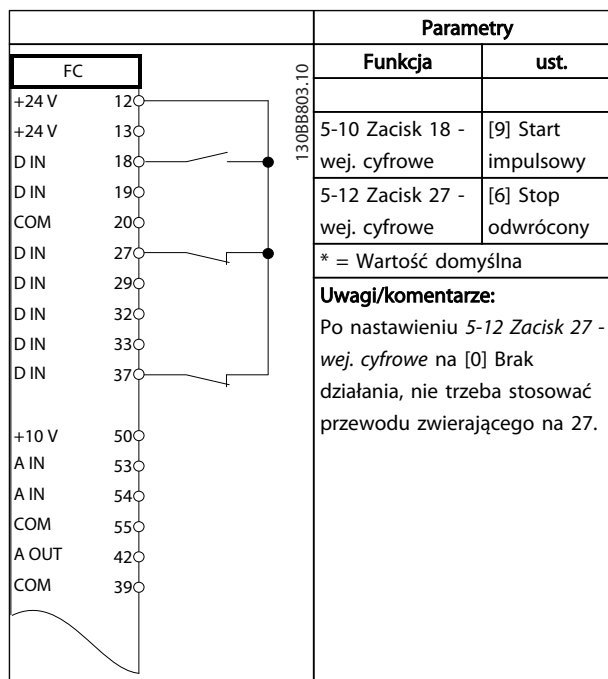 FC
+24 V 12
+24 V 13
D IN 18
D IN 19
COM 20
D IN 27
D IN 29
D IN 32
D IN 33
D IN 37
+10 V 50
A IN 53
A IN 54
COM 55
A OUT 42
COM 39
130BB803.10
Parametry
Funkcja ust.
5-10 Zacisk 18 - [9] Start
wej. cyfrowe impulsowy
5-12 Zacisk 27 - [6] Stop
wej. cyfrowe odwrócony
* = Wartość domyślna
Uwagi/komentarze:
Po nastawieniu 5-12 Zacisk 27 -
wej. cyfrowe na [0] Brak
działania, nie trzeba stosować
przewodu zwierającego na 27.